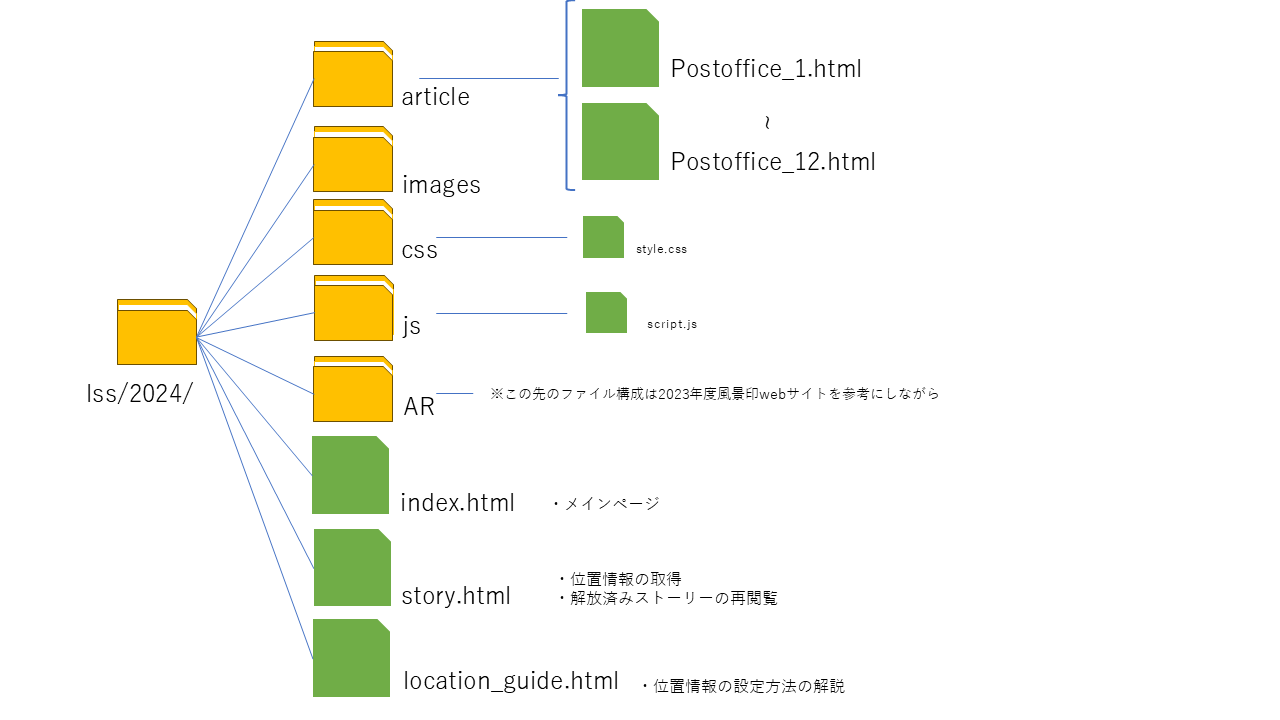 Postoffice_1.html
article
~
Postoffice_12.html
images
css
style.css
js
script.js
lss/2024/
AR
※この先のファイル構成は2023年度風景印webサイトを参考にしながら
index.html
・メインページ
story.html
・位置情報の取得
・解放済みストーリーの再閲覧
location_guide.html
・位置情報の設定方法の解説